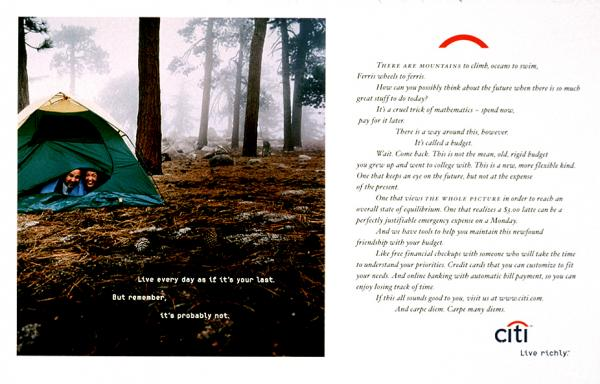 Live every day as if it's your last.
But remember,
it's probably not.
THERE ARE MOUNTAINS to climb, oceans to swim,
Ferris wheels to ferris.
How can you possibly think about the future when there is so much
great stuff to do today?
It's a cruel trick of mathematics – spend now,
pay for it later.
There is a way around this, however.
It's called a budget.
Wait. Come back. This is not the mean, old, rigid budget
you grew up and went to college with. This is a new, more flexible kind.
One that keeps an eye on the future, but not at the expense
of the present.
One that views THE WHOLE PICTURE in order to reach an
overall state of equilibrium. One that realizes a $3.00 latte can be a
perfectly justifiable emergency expense on a Monday.
And we have tools to help you maintain this newfound
friendship with your budget.
Like free financial checkups with someone who will take the time
to understand your priorities. Credit cards that you can customize to fit
your needs. And online banking with automatic bill payment, so you can
enjoy losing track of time.
If this all sounds good to you, visit us at www.citi.com.
And carpe diem. Carpe many diems.
citi
Live richly.™